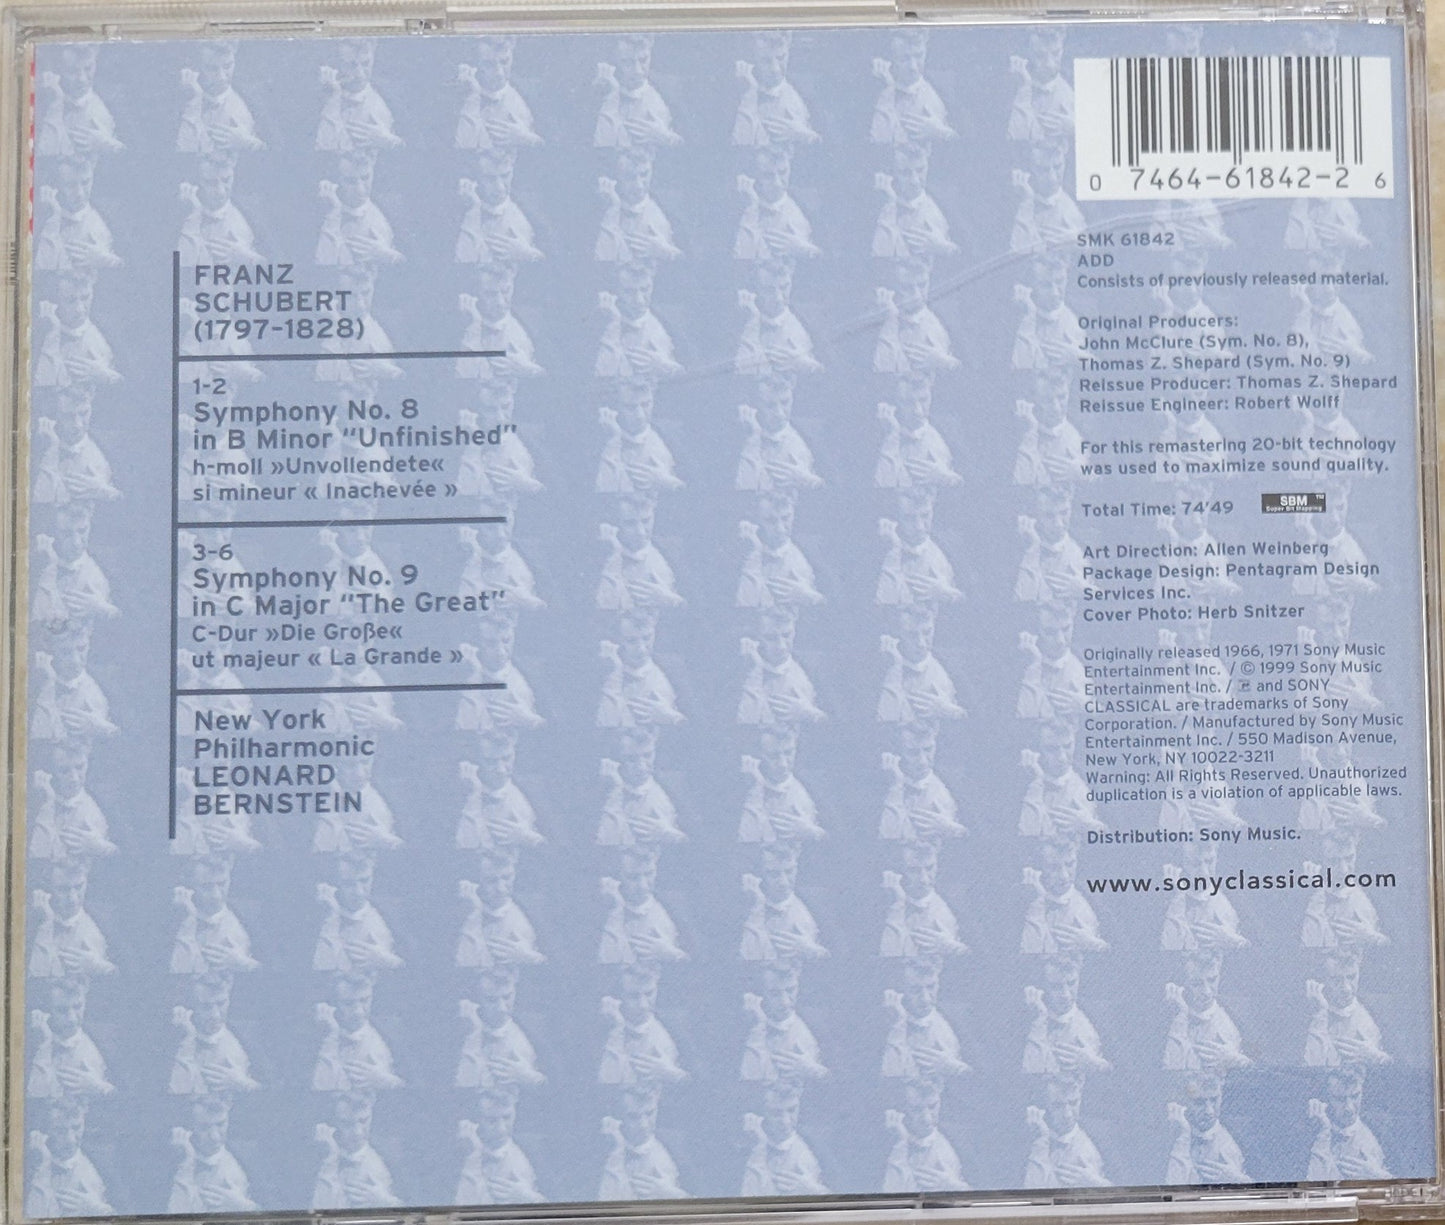 FRANZ
SCHUBERT
(1797-1828)
1-2
Symphony No. 8
in B Minor "Unfinished"
h-moll »Unvollendete«
si mineur « Inachevée »
3-6
Symphony No. 9
in C Major "The Great"
C-Dur »Die Große«
ut majeur « La Grande »
New York
Philharmonic
LEONARD
BERNSTEIN
0 7464-61842-2 6
SMK 61842
ADD
Consists of previously released material.
Original Producers:
John McClure (Sym. No. 8),
Thomas Z. Shepard (Sym. No. 9)
Reissue Producer: Thomas Z. Shepard
Reissue Engineer: Robert Wolff
For this remastering 20-bit technology
was used to maximize sound quality.
Total Time: 74'49
SBM ™
Super Bit Mapping
Art Direction: Allen Weinberg
Package Design: Pentagram Design
Services Inc.
Cover Photo: Herb Snitzer
Originally released 1966, 1971 Sony Music
Entertainment Inc. / © 1999 Sony Music
Entertainment Inc. / and SONY
CLASSICAL are trademarks of Sony
Corporation. / Manufactured by Sony Music
Entertainment Inc. / 550 Madison Avenue,
New York, NY 10022-3211
Warning: All Rights Reserved. Unauthorized
duplication is a violation of applicable laws.
Distribution: Sony Music.
www.sonyclassical.com